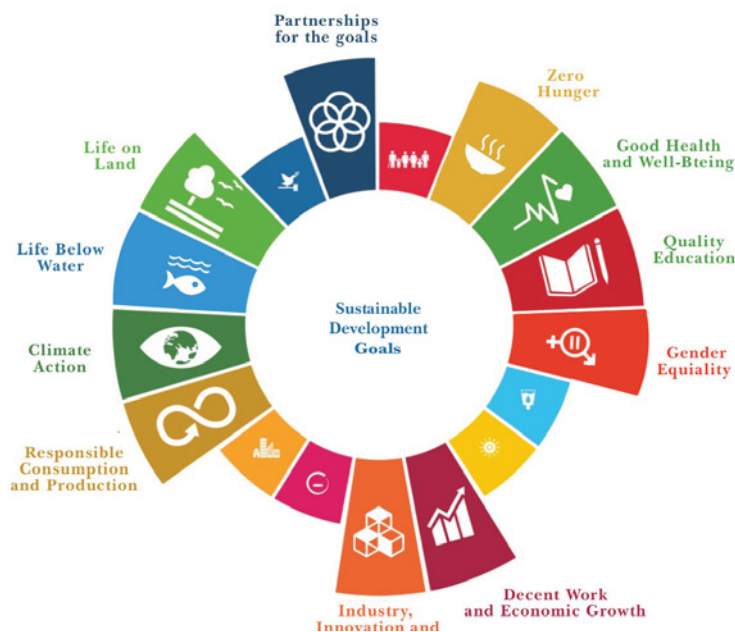 Partnerships
for the goals
Zero
Hunger
Good Health
and Well-Bteing
Quality
Education
Gender
Equiality
Decent Work
and Economic Growth
Industry,
Innovation and
Responsible
Consumption
and Production
Climate
Action
Life Below
Water
Life on
Land
Sustainable
Development
Goals